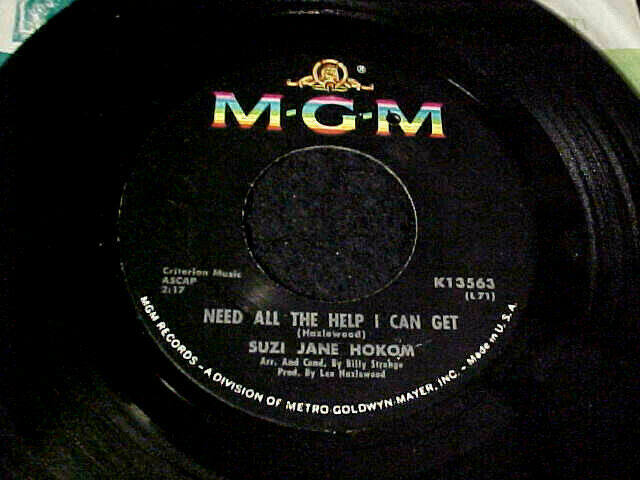 ®
M-G-M
Criterion Music
ASCAP
2:17
K13563
(L71)
NEED ALL THE HELP I CAN GET
(Hazlewood)
SUZI JANE HOKOM
Arr. And Cond. By Billy Strange
Prod. By Lee Hazlewood
MGM RECORDS - A DIVISION OF METRO-GOLDWYN-MAYER, INC. - Made in U.S.A.